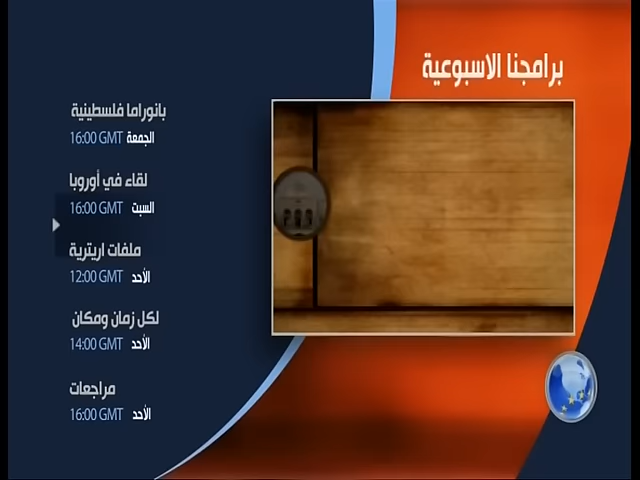 برامجنا الاسبوعية
بانوراما فلسطينية
الجمعة 16:00 GMT
لقاء في أوروبا
السبت 16:00 GMT
ملفات اريترية
الأحد 12:00 GMT
لكل زمان ومكان
الأحد 14:00 GMT
مراجعات
الأحد 16:00 GMT